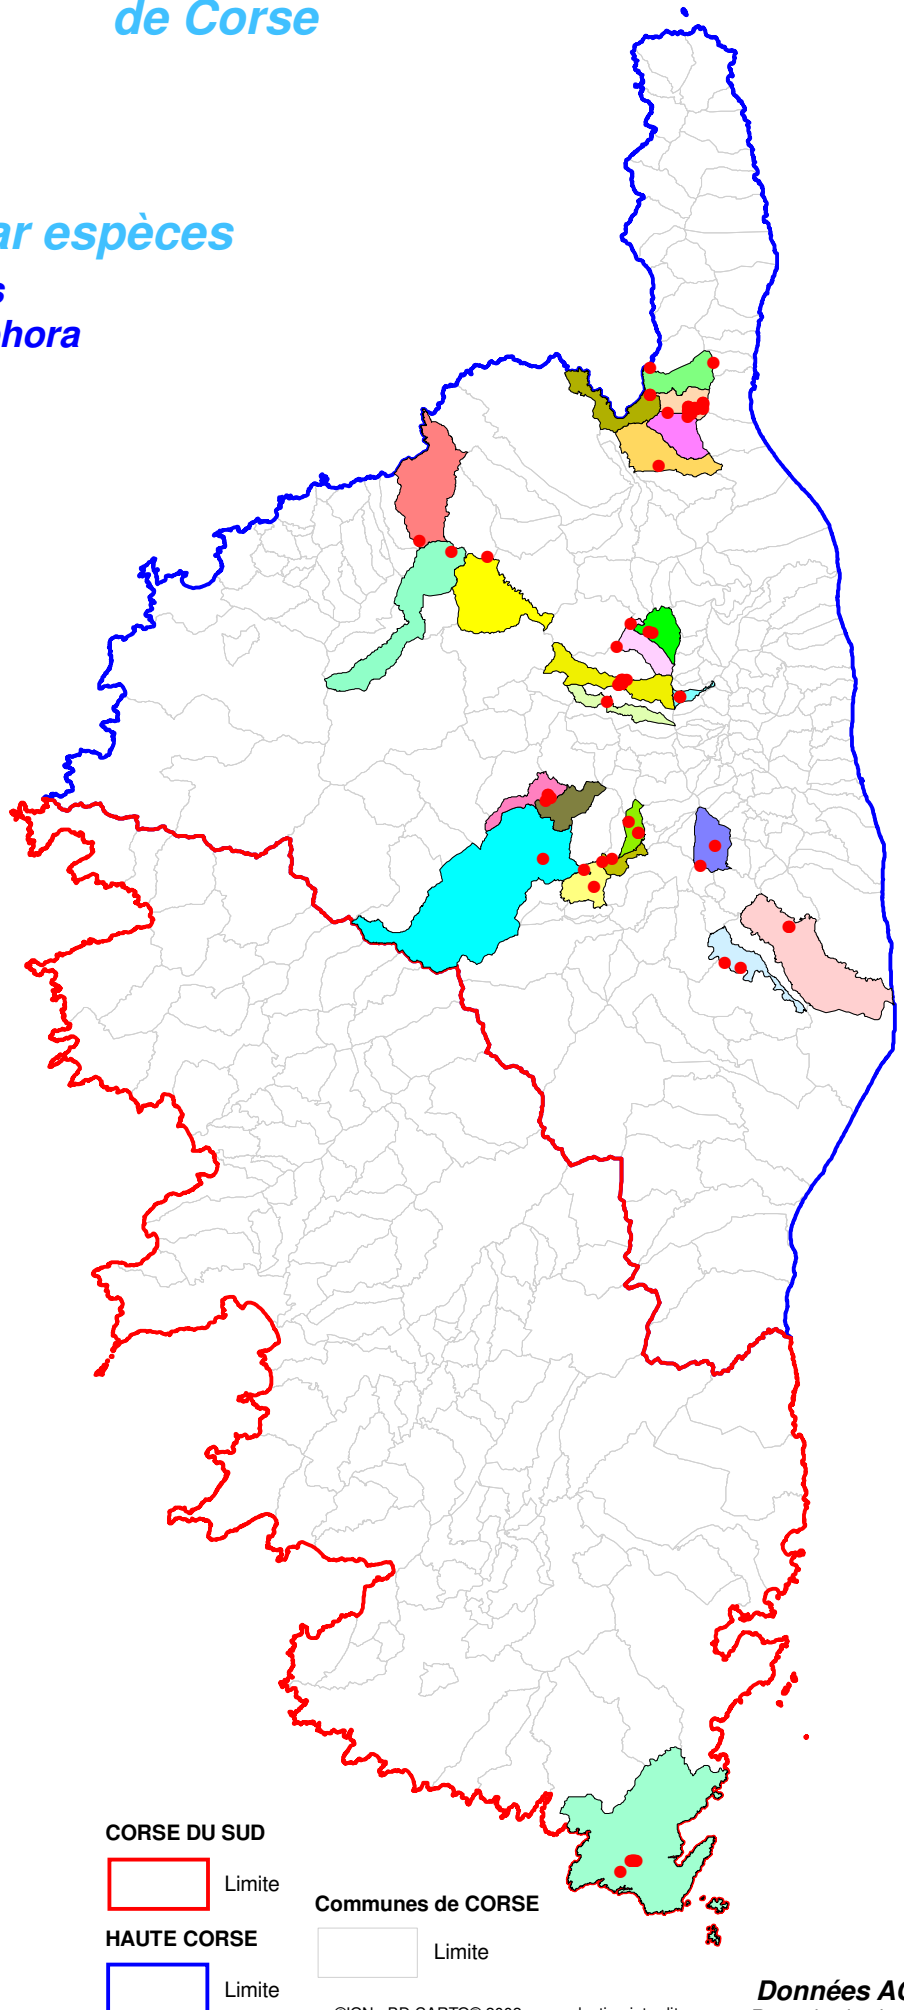 de Corse
ar espèces
s
hora
CORSE DU SUD
Limite
Communes de CORSE
HAUTE CORSE
Limite
Limite
Données